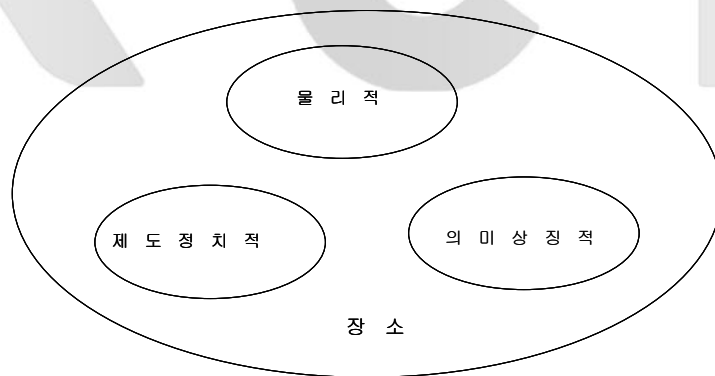 물 리 적
제 도 정 치 적
의 미 상 징 적
장 소